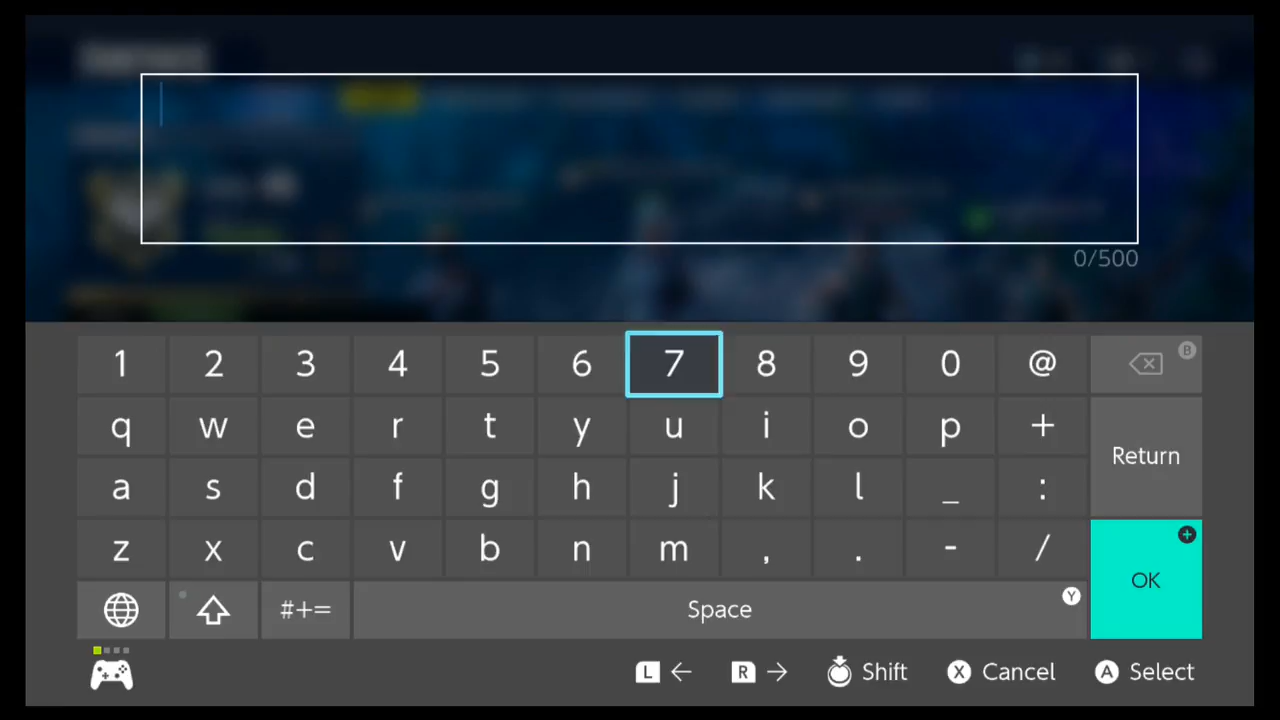 0/500
1 2 3 4 5 6 7 8 9 0 @ B
q w e r t y u i o p +
Return
a s d f g h j k l _ :
z x c v b n m , . - /
OK
#+= Space Y
L ← R → Shift X Cancel A Select